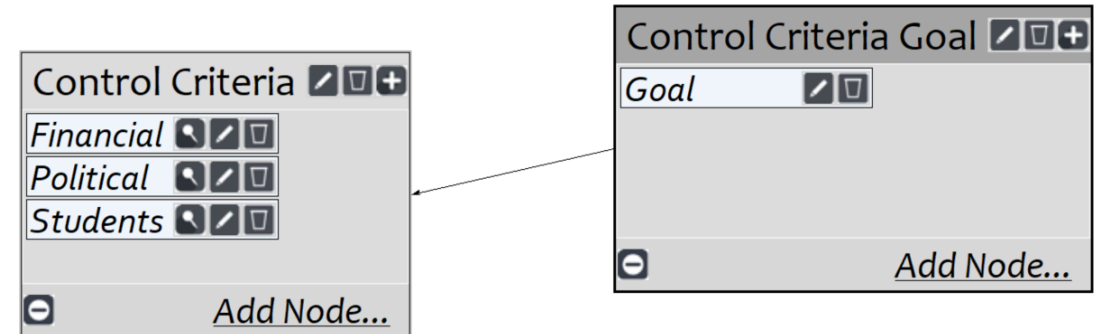 Control Criteria
Financial
Political
Students
Add Node...
Control Criteria Goal
Goal
Add Node...